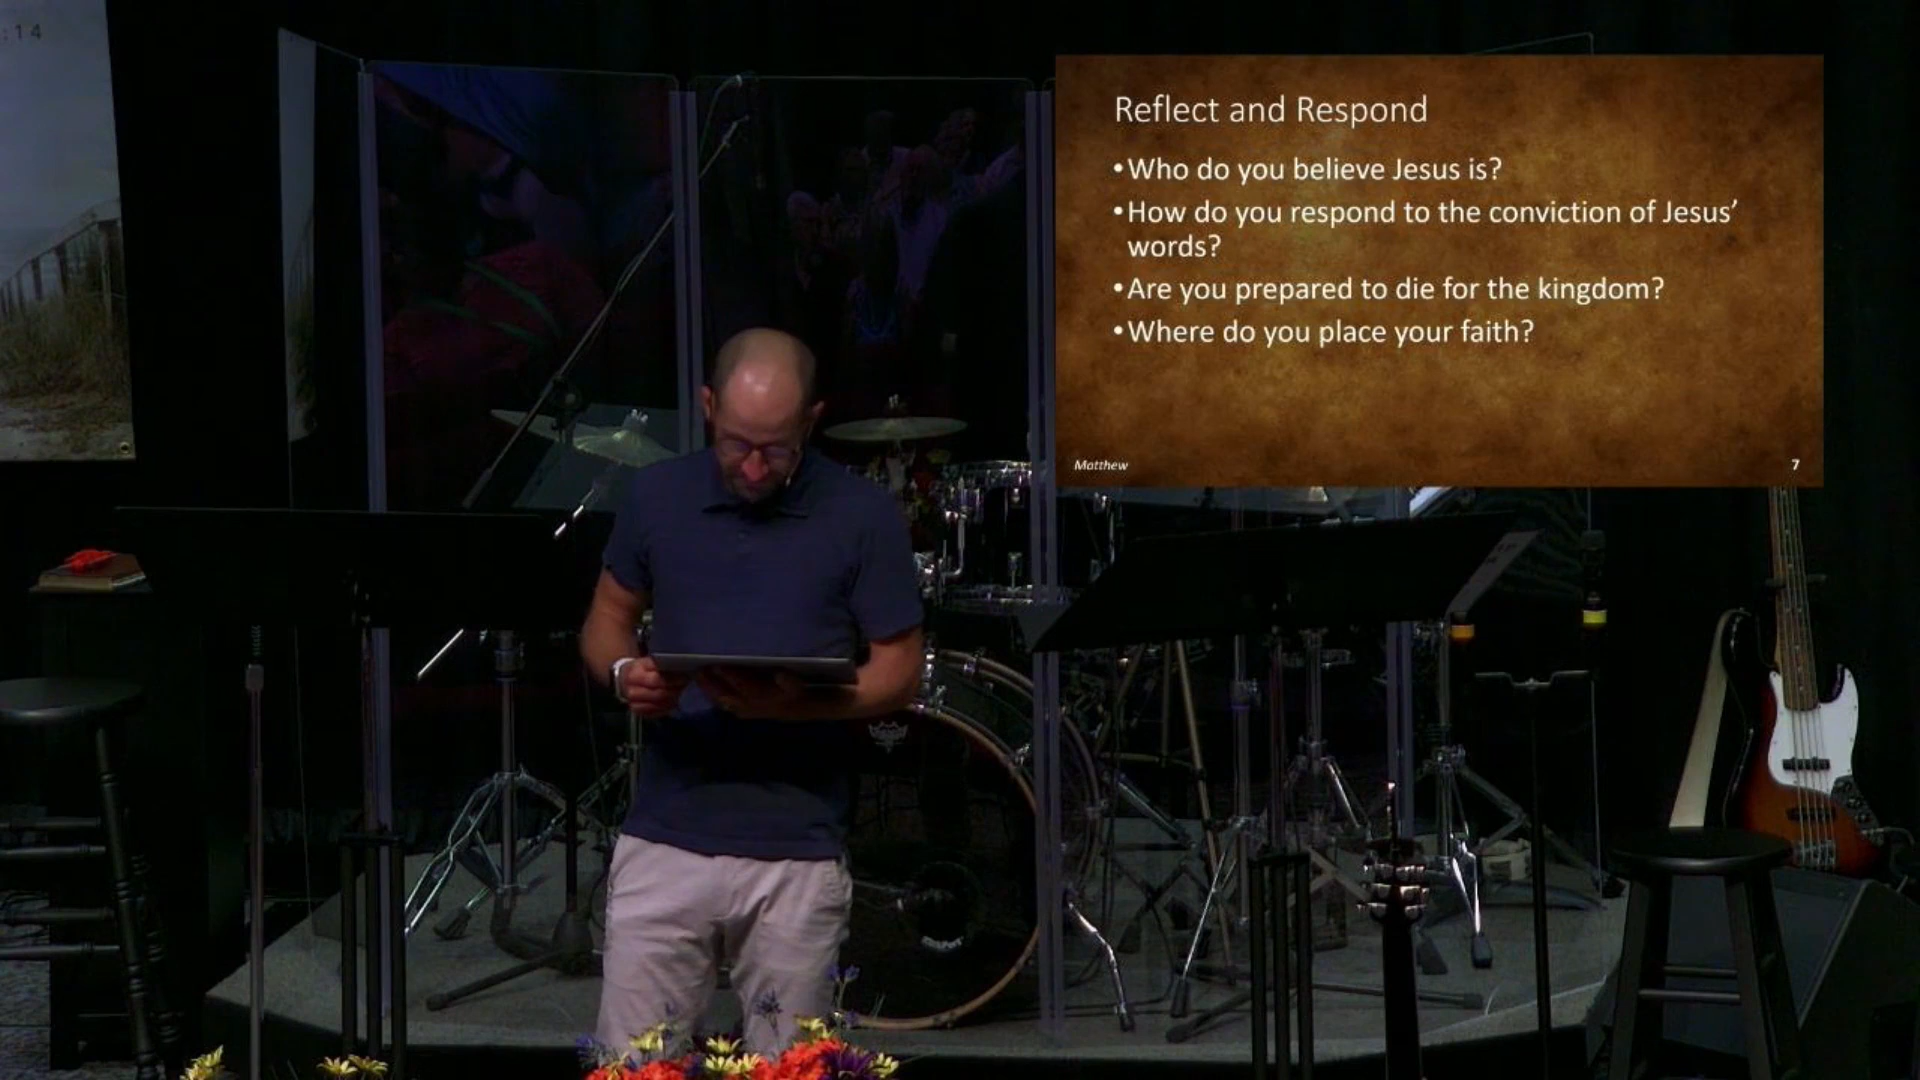 :14
Reflect and Respond
•Who do you believe Jesus is?
•How do you respond to the conviction of Jesus’
words?
•Are you prepared to die for the kingdom?
•Where do you place your faith?
Matthew
7